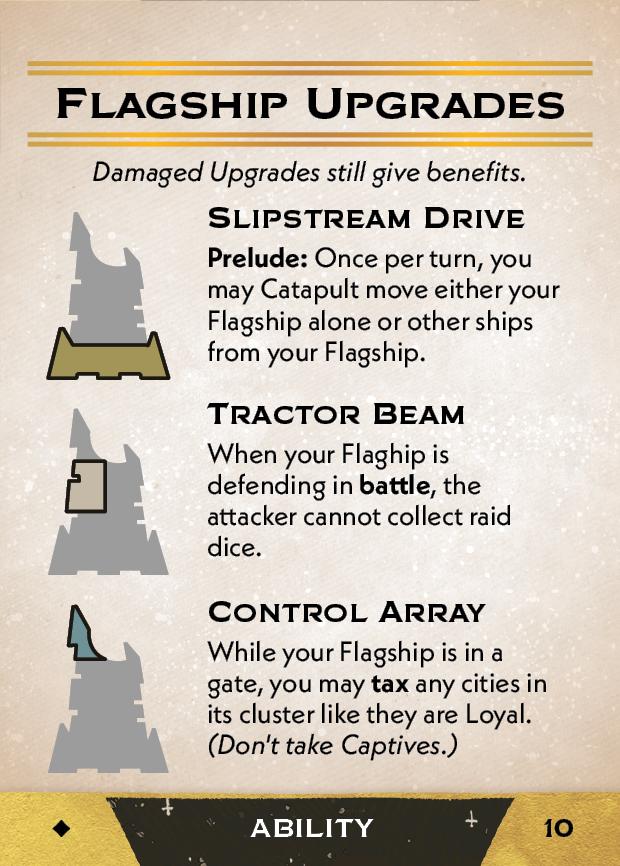 FLAGSHIP UPGRADES
Damaged Upgrades still give benefits.
SLIPSTREAM DRIVE
Prelude: Once per turn, you
may Catapult move either your
Flagship alone or other ships
from your Flagship.
TRACTOR BEAM
When your Flaghip is
defending in battle, the
attacker cannot collect raid
dice.
CONTROL ARRAY
While your Flagship is in a
gate, you may tax any cities in
its cluster like they are Loyal.
(Don't take Captives.)
ABILITY
10